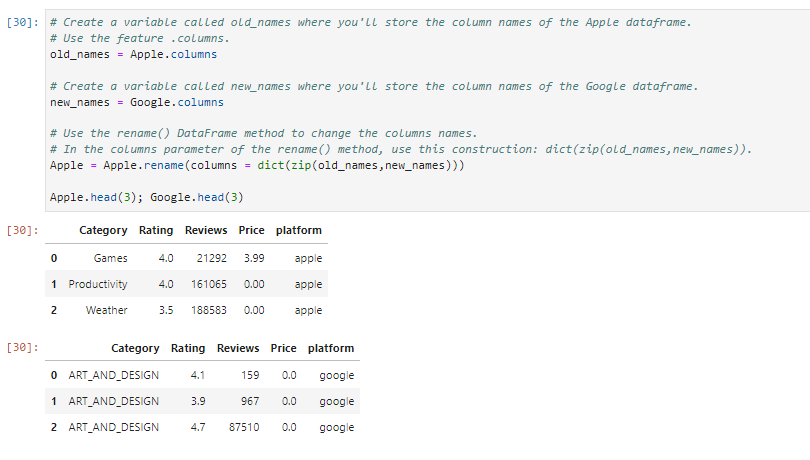 [30]: # Create a variable called old_names where you'll store the column names of the Apple dataframe.
# Use the feature .columns.
old_names = Apple.columns
# Create a variable called new_names where you'll store the column names of the Google dataframe.
new_names = Google.columns
# Use the rename() DataFrame method to change the columns names.
# In the columns parameter of the rename() method, use this construction: dict(zip(old_names,new_names)).
Apple = Apple.rename(columns = dict(zip(old_names,new_names)))
Apple.head(3); Google.head(3)
[30]: Category Rating Reviews Price platform
0 Games 4.0 21292 3.99 apple
1 Productivity 4.0 161065 0.00 apple
2 Weather 3.5 188583 0.00 apple
[30]: Category Rating Reviews Price platform
0 ART_AND_DESIGN 4.1 159 0.0 google
1 ART_AND_DESIGN 3.9 967 0.0 google
2 ART_AND_DESIGN 4.7 87510 0.0 google